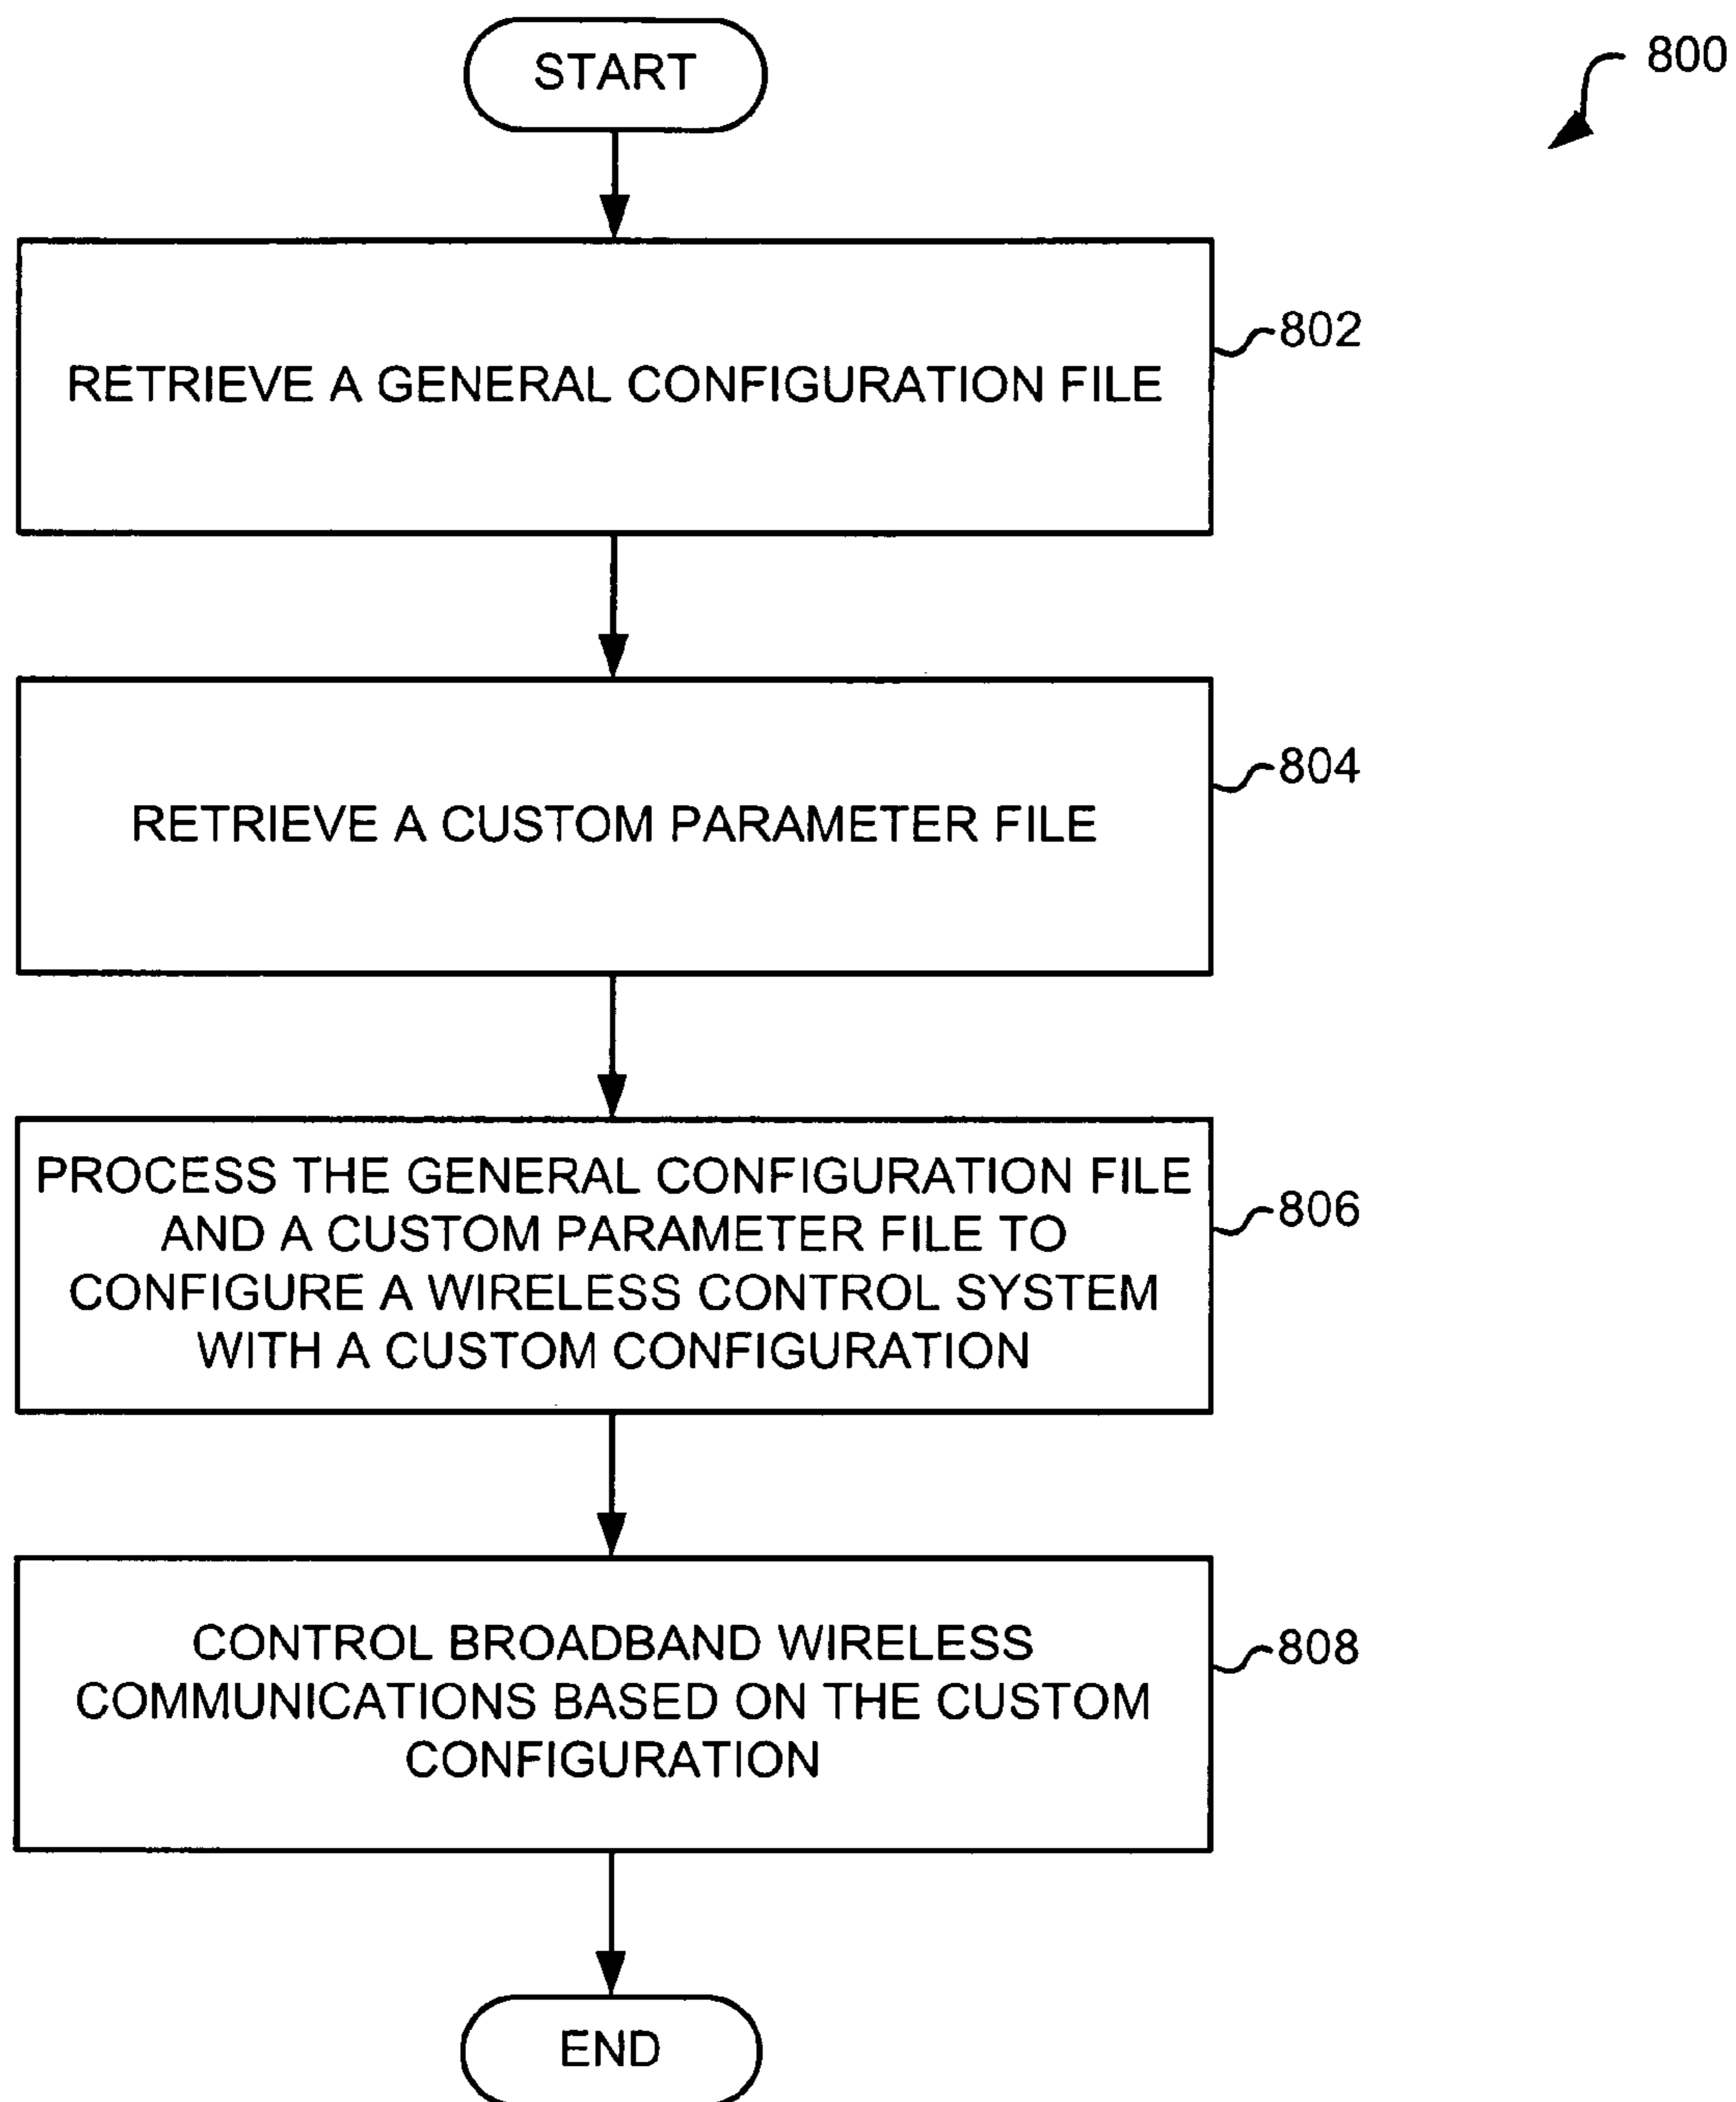 START
800
RETRIEVE A GENERAL CONFIGURATION FILE
802
RETRIEVE A CUSTOM PARAMETER FILE
804
PROCESS THE GENERAL CONFIGURATION FILE
AND A CUSTOM PARAMETER FILE TO
CONFIGURE A WIRELESS CONTROL SYSTEM
WITH A CUSTOM CONFIGURATION
806
CONTROL BROADBAND WIRELESS
COMMUNICATIONS BASED ON THE CUSTOM
CONFIGURATION
808
END